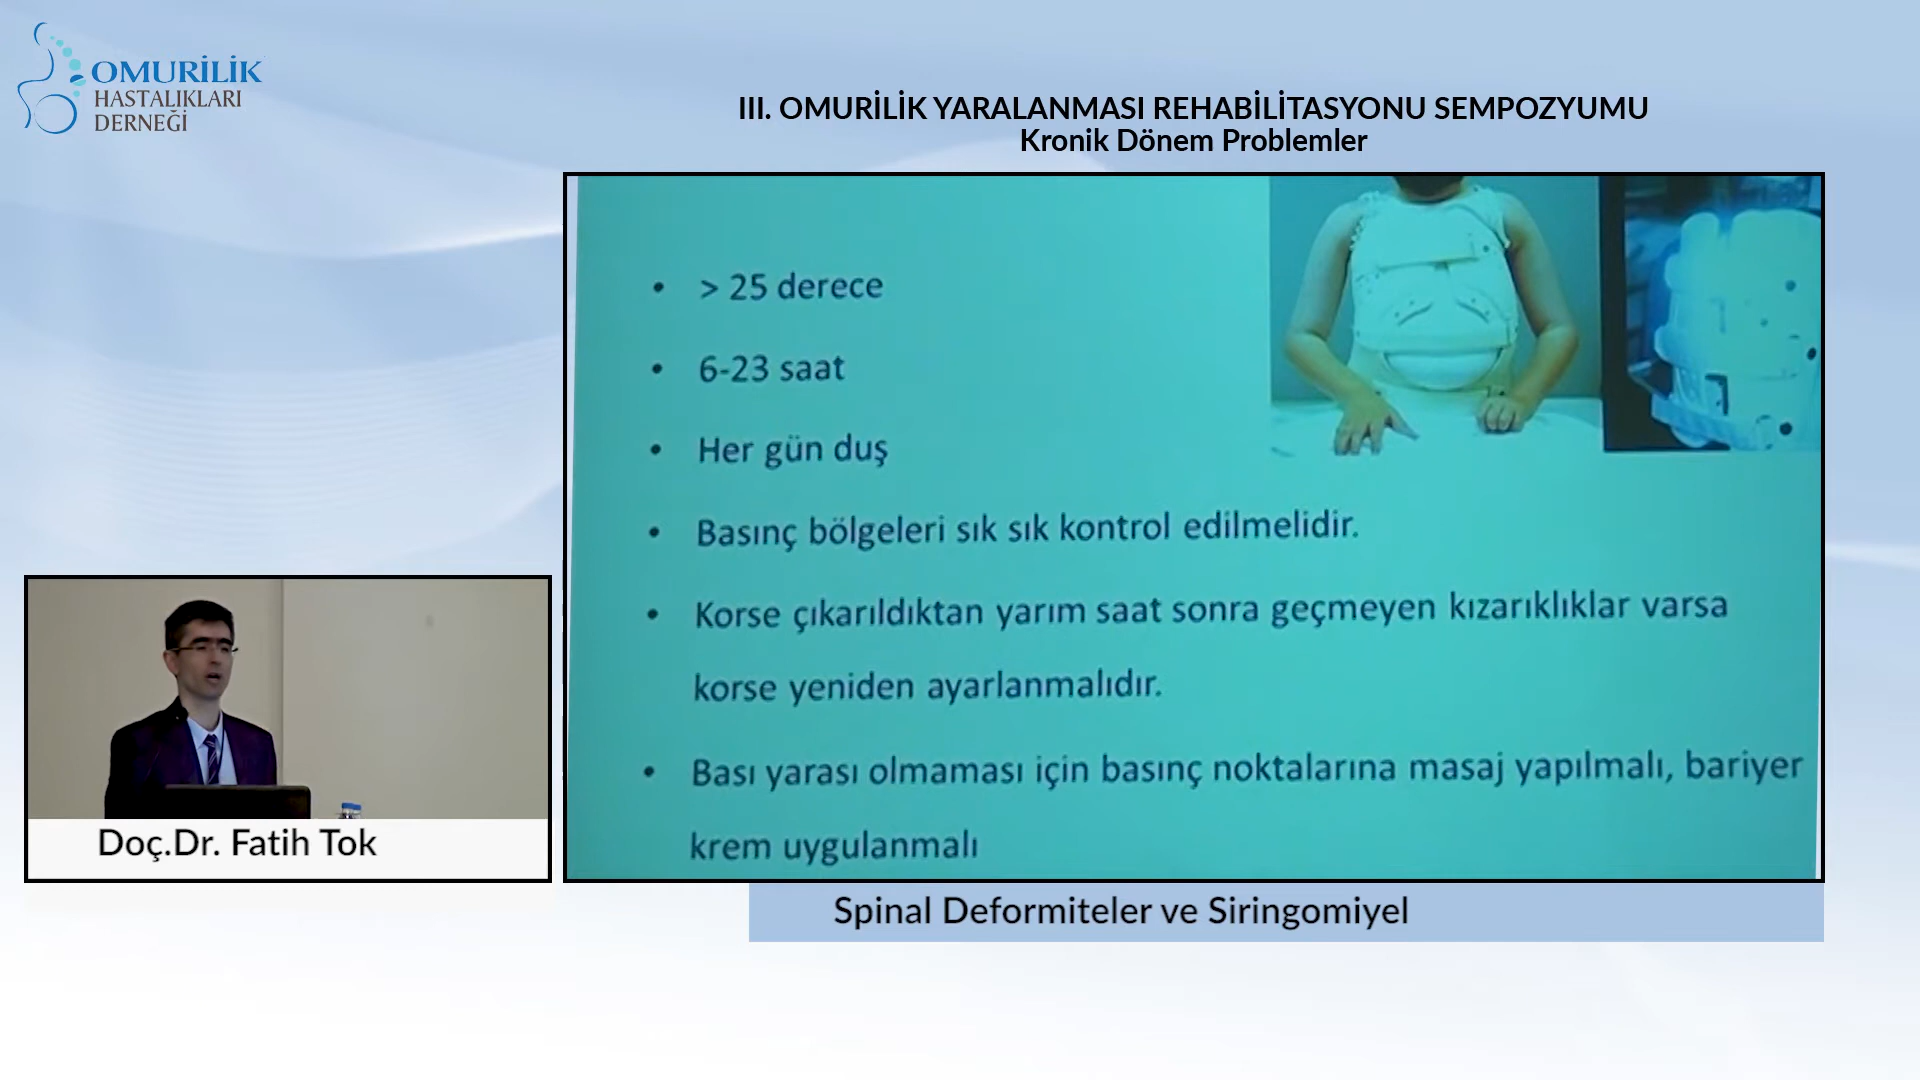 OMURİLİK
HASTALIKLARI
DERNEĞİ
III. OMURİLİK YARALANMASI REHABİLİTASYONU SEMPOZYUMU
Kronik Dönem Problemler
• > 25 derece
• 6-23 saat
• Her gün duş
• Basınç bölgeleri sık sık kontrol edilmelidir.
• Korse çıkarıldıktan yarım saat sonra geçmeyen kızarıklıklar varsa
korse yeniden ayarlanmalıdır.
• Bası yarası olmaması için basınç noktalarına masaj yapılmalı, bariyer
krem uygulanmalı
Doç.Dr. Fatih Tok
Spinal Deformiteler ve Siringomiyel